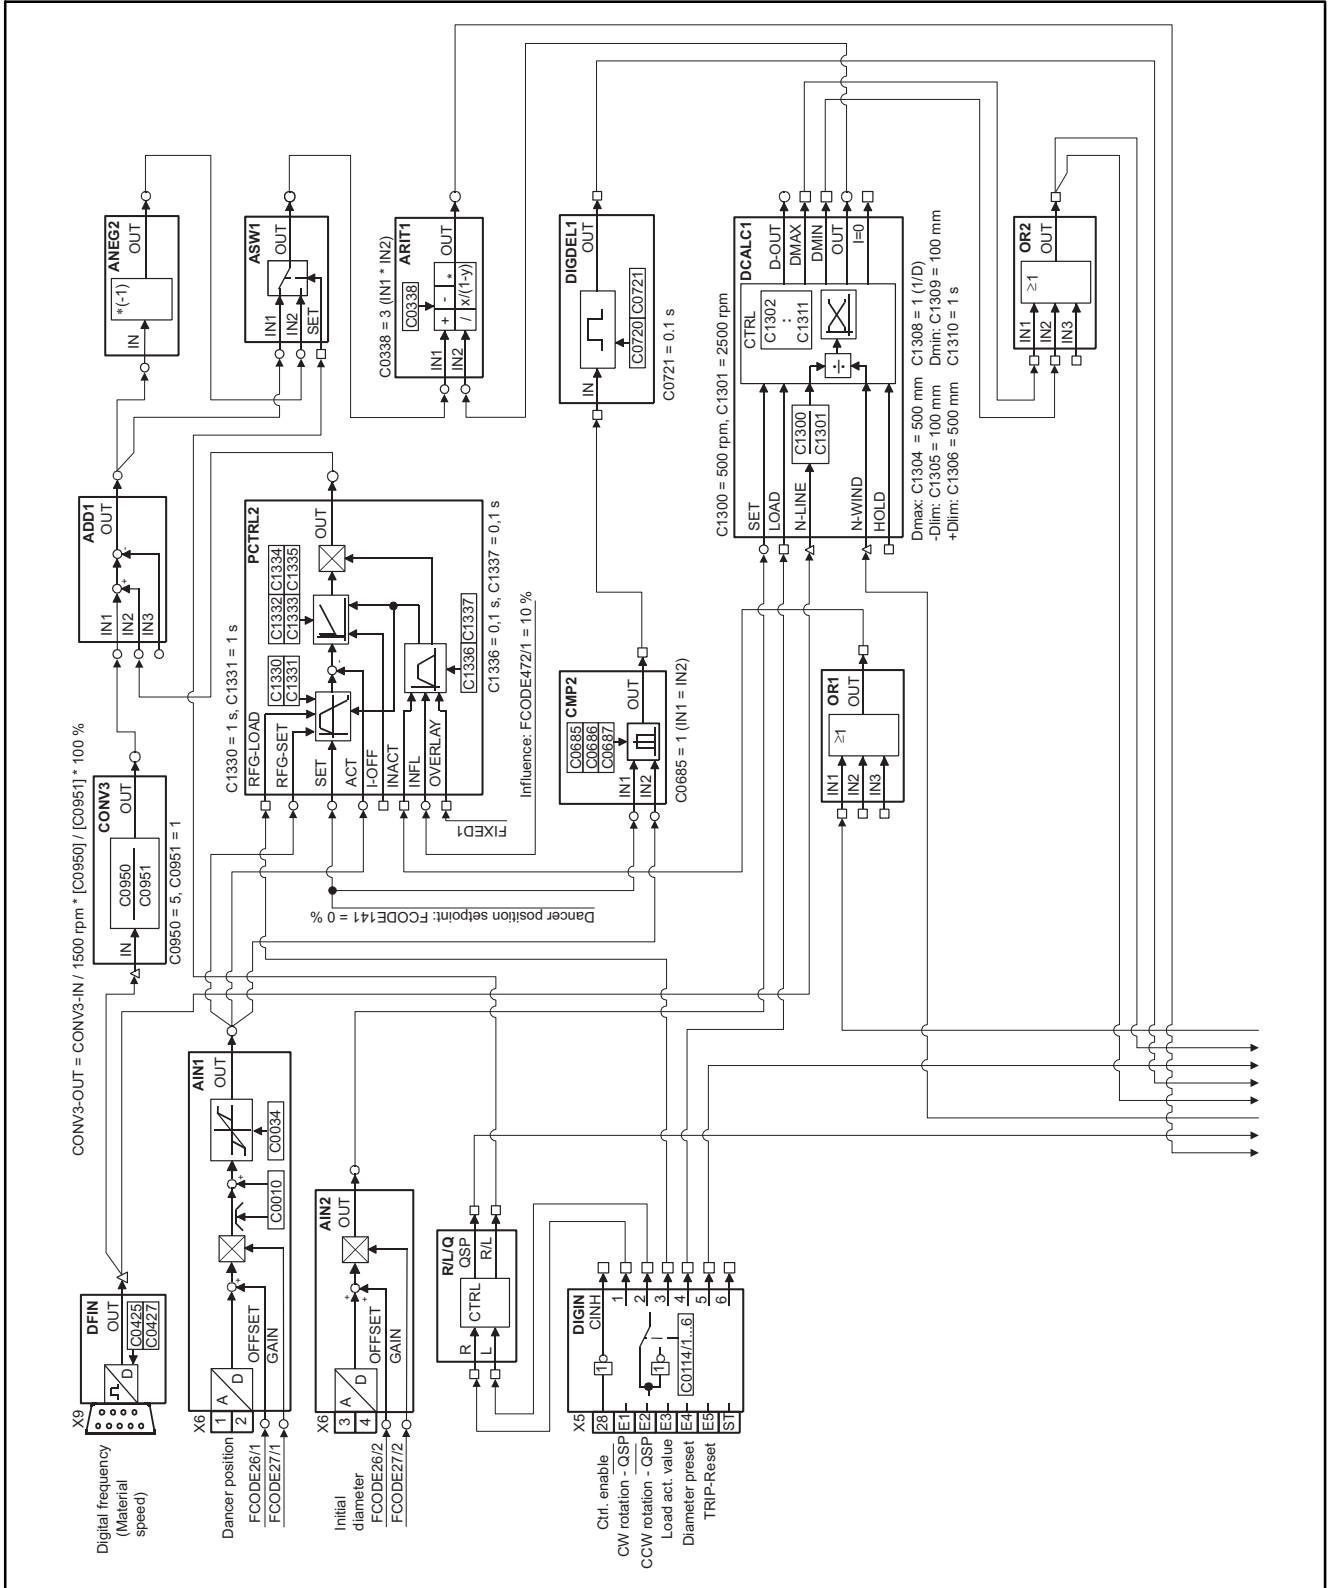 X9
DFIN
OUT
C0425
C0427
D
Digital frequency
(Material
speed)
CONV3-OUT = CONV3-IN / 1500 rpm * [C0950] / [C0951] * 100 %
CONV3
IN
C0950
C0951
OUT
C0950 = 5, C0951 = 1
ADD1
IN1
IN2
IN3
OUT
+
-
ANEG2
IN
*(-1)
OUT
X6
1
2
A
D
AIN1
OUT
OFFSET
GAIN
+
+
C0010
C0034
Dancer position
FCODE26/1
FCODE27/1
ASW1
IN1
IN2
SET
OUT
C1330 = 1 s, C1331 = 1 s
PCTRL2
RFG-LOAD
RFG-SET
SET
ACT
I-OFF
INACT
INFL
OVERLAY
C1330
C1331
C1332
C1333
C1334
C1335
-
OUT
C1336
C1337
C1336 = 0,1 s, C1337 = 0,1 s
FIXED1
Influence: FCODE472/1 = 10 %
Dancer position setpoint: FCODE141 = 0 %
X6
3
4
A
D
AIN2
OUT
OFFSET
GAIN
+
+
Initial
diameter
FCODE26/2
FCODE27/2
C0338 = 3 (IN1 * IN2)
ARIT1
IN1
IN2
C0338
+
-
*
/
x/(1-y)
OUT
R/L/Q
R
L
CTRL
QSP
R/L
CMP2
IN1
IN2
C0685
C0686
C0687
OUT
C0685 = 1 (IN1 = IN2)
DIGDEL1
IN
OUT
C0720
C0721
C0721 = 0.1 s
X5
28
E1
E2
E3
E4
E5
ST
DIGIN
CINH
1
1
1
2
3
4
5
6
C0114/1...6
Ctrl. enable
CW rotation - QSP
CCW rotation - QSP
Load act. value
Diameter preset
TRIP-Reset
C1300 = 500 rpm, C1301 = 2500 rpm
DCALC1
SET
LOAD
N-LINE
N-WIND
HOLD
C1300
C1301
CTRL
C1302
:
C1311
÷
D-OUT
DMAX
DMIN
OUT
I=0
Dmax: C1304 = 500 mm C1308 = 1 (1/D)
-Dlim: C1305 = 100 mm Dmin: C1309 = 100 mm
+Dlim: C1306 = 500 mm C1310 = 1 s
OR1
IN1
IN2
IN3
≥1
OUT
OR2
IN1
IN2
IN3
≥1
OUT